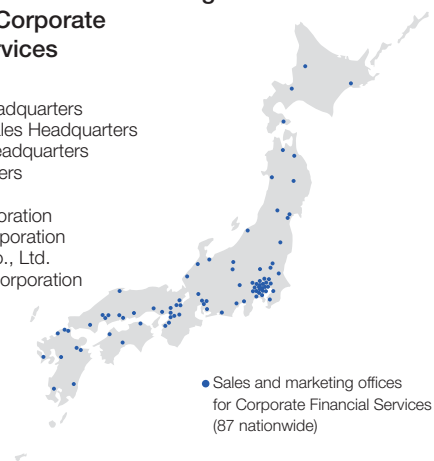 Corporate
rvices
adquarters
les Headquarters
eadquarters
ers
oration
poration
o., Ltd.
orporation
Sales and marketing offices
for Corporate Financial Services
(87 nationwide)